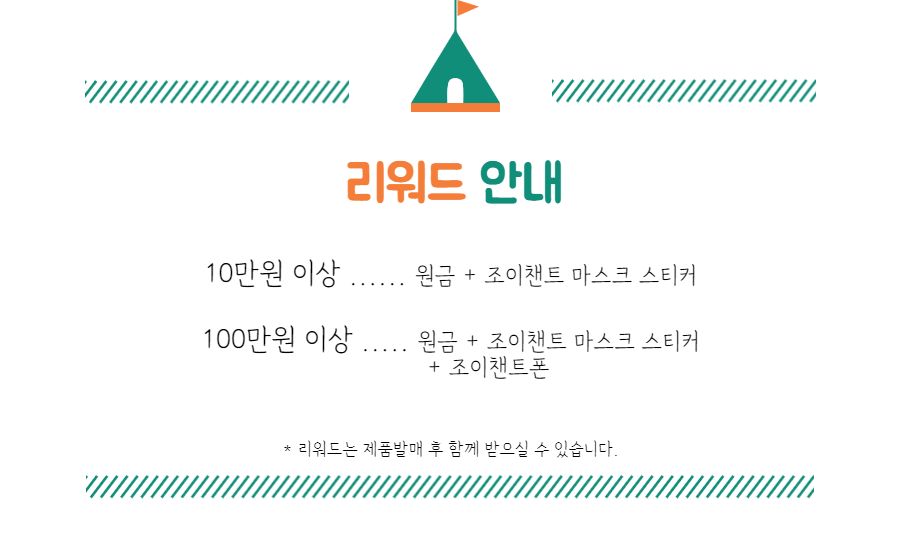 리워드 안내
10만원 이상 ...... 원금 + 조이챈트 마스크 스티커
100만원 이상 ..... 원금 + 조이챈트 마스크 스티커
+ 조이챈트폰
* 리워드는 제품발매 후 함께 받으실 수 있습니다.